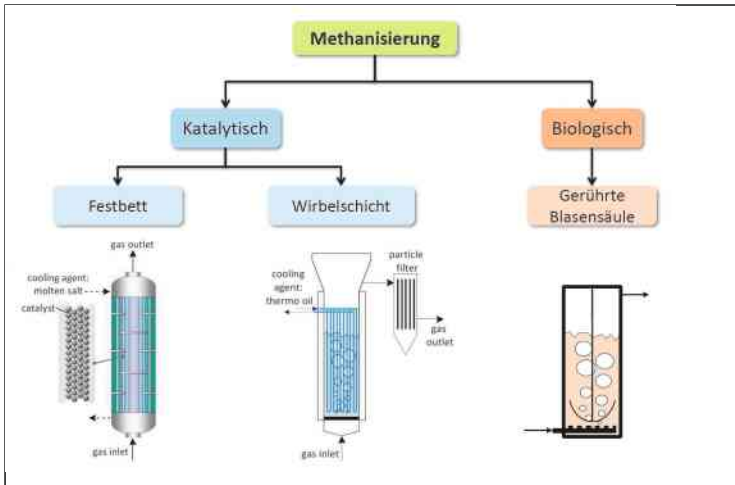 Methanisierung
Katalytisch
Biologisch
Festbett
Wirbelschicht
Gerührte
Blasensäule
gas outlet
cooling agent:
molten salt
catalyst
gas inlet
cooling
agent:
thermo oil
particle
filter
gas
outlet
gas inlet